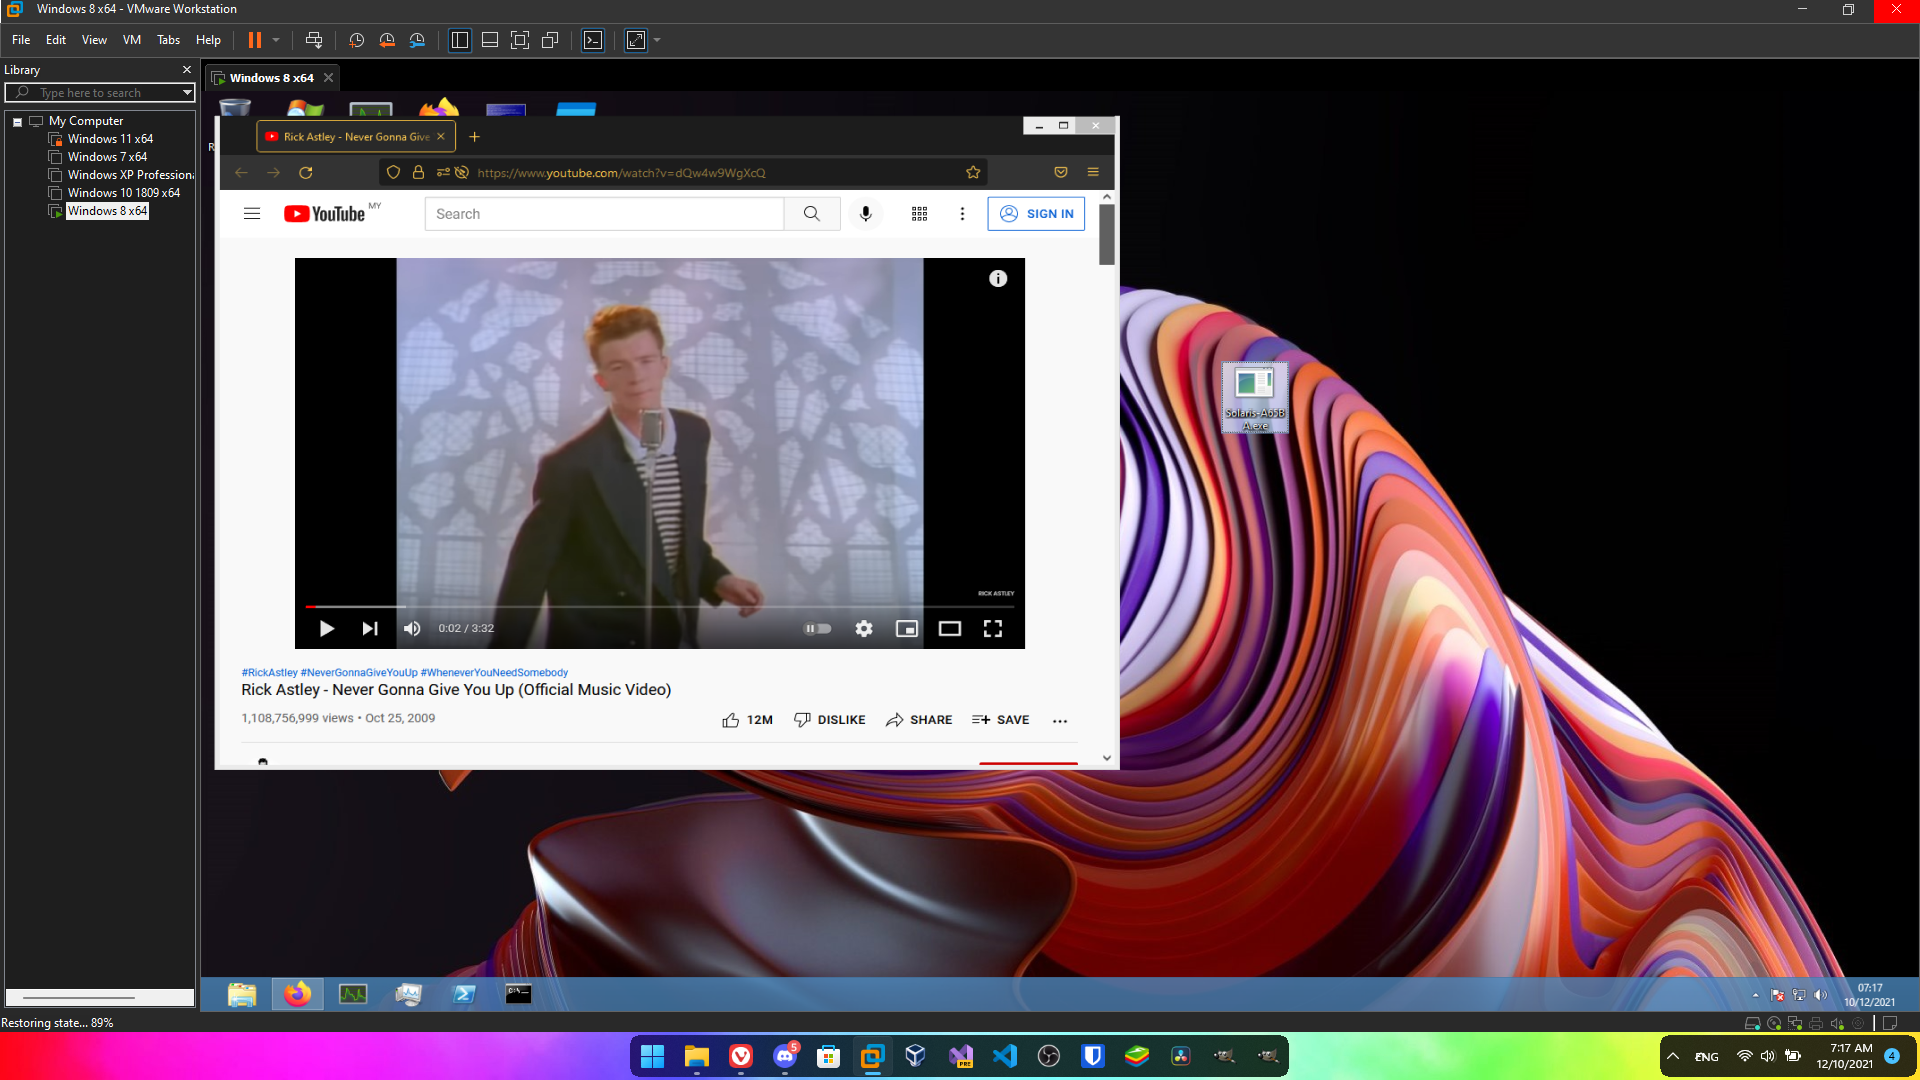 Windows 8 x64 - VMware Workstation
File Edit View VM Tabs Help
Library
Type here to search
My Computer
Windows 11 x64
Windows 7 x64
Windows XP Professiona
Windows 10 1809 x64
Windows 8 x64
Windows 8 x64
R
Rick Astley - Never Gonna Give
https://www.youtube.com/watch?v=dQw4w9WgXcQ
YouTube MY
Search
SIGN IN
RICK ASTLEY
0:02 / 3:32
#RickAstley #NeverGonnaGiveYouUp #WheneverYouNeedSomebody
Rick Astley - Never Gonna Give You Up (Official Music Video)
1,108,756,999 views • Oct 25, 2009
12M DISLIKE SHARE SAVE
Solaris-A65B
A.exe
07:17
10/12/2021
Restoring state... 89%
5
PRE
ENG
7:17 AM
12/10/2021
4